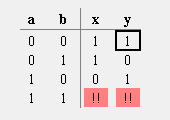 a b x y
0 0 1 1
0 1 1 0
1 0 0 1
1 1 !! !!